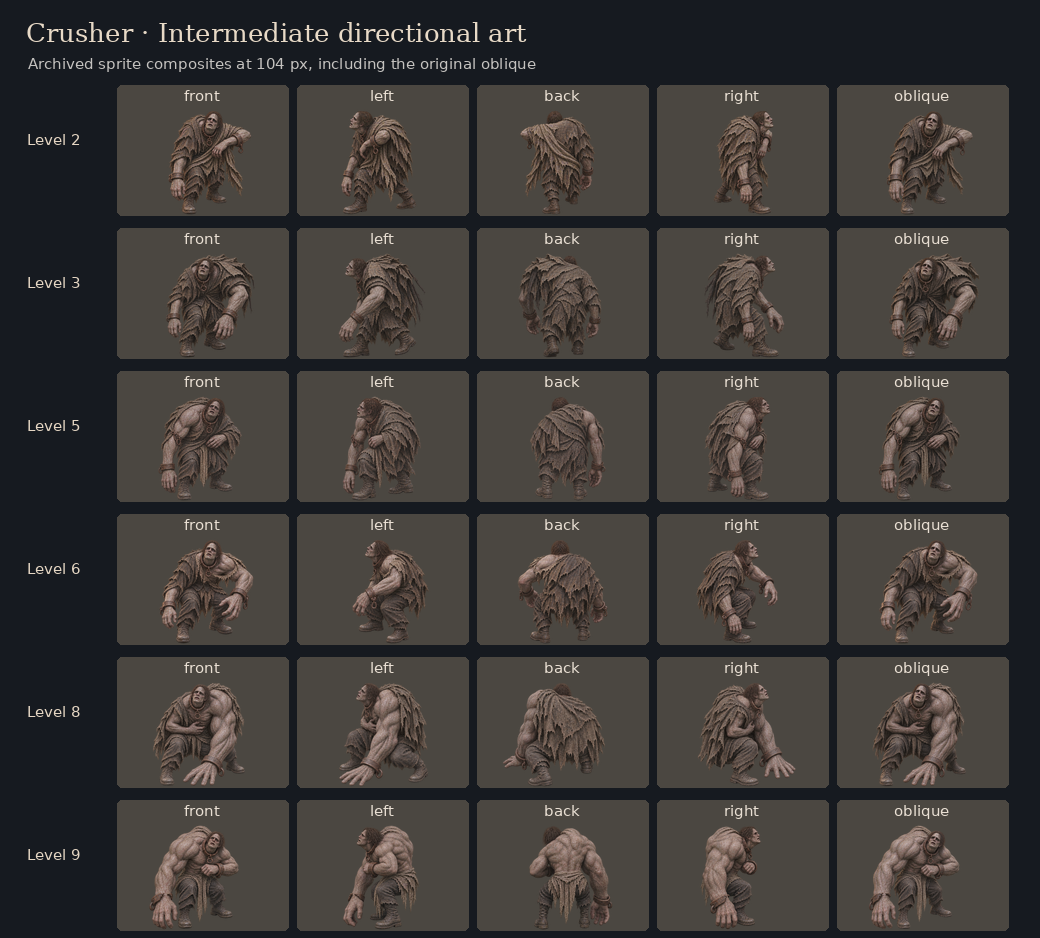 Crusher · Intermediate directional art
Archived sprite composites at 104 px, including the original oblique
front left back right oblique
Level 2
front left back right oblique
Level 3
front left back right oblique
Level 5
front left back right oblique
Level 6
front left back right oblique
Level 8
front left back right oblique
Level 9